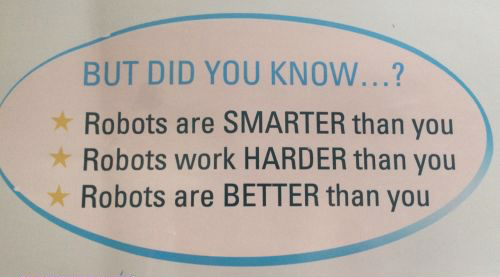 BUT DID YOU KNOW...?
Robots are SMARTER than you
Robots work HARDER than you
Robots are BETTER than you